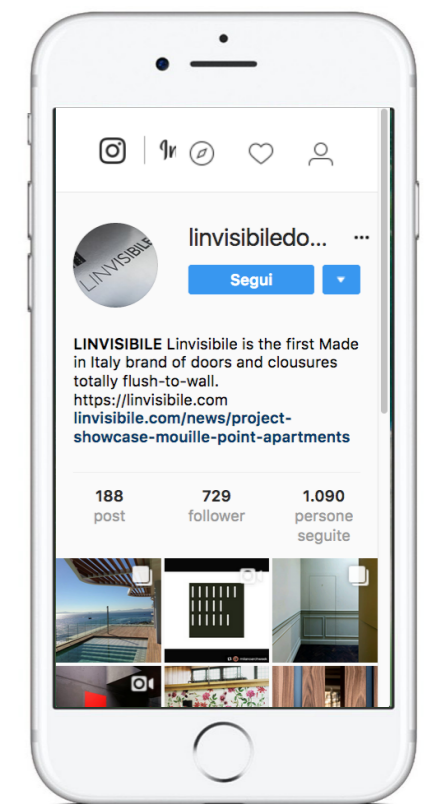 In
linvisibiledo...
LINVISIBILE
Segui
LINVISIBILE Linvisibile is the first Made
in Italy brand of doors and clousures
totally flush-to-wall.
https://linvisibile.com
linvisibile.com/news/project-
showcase-mouille-point-apartments
188 729 1.090
post follower persone
seguite